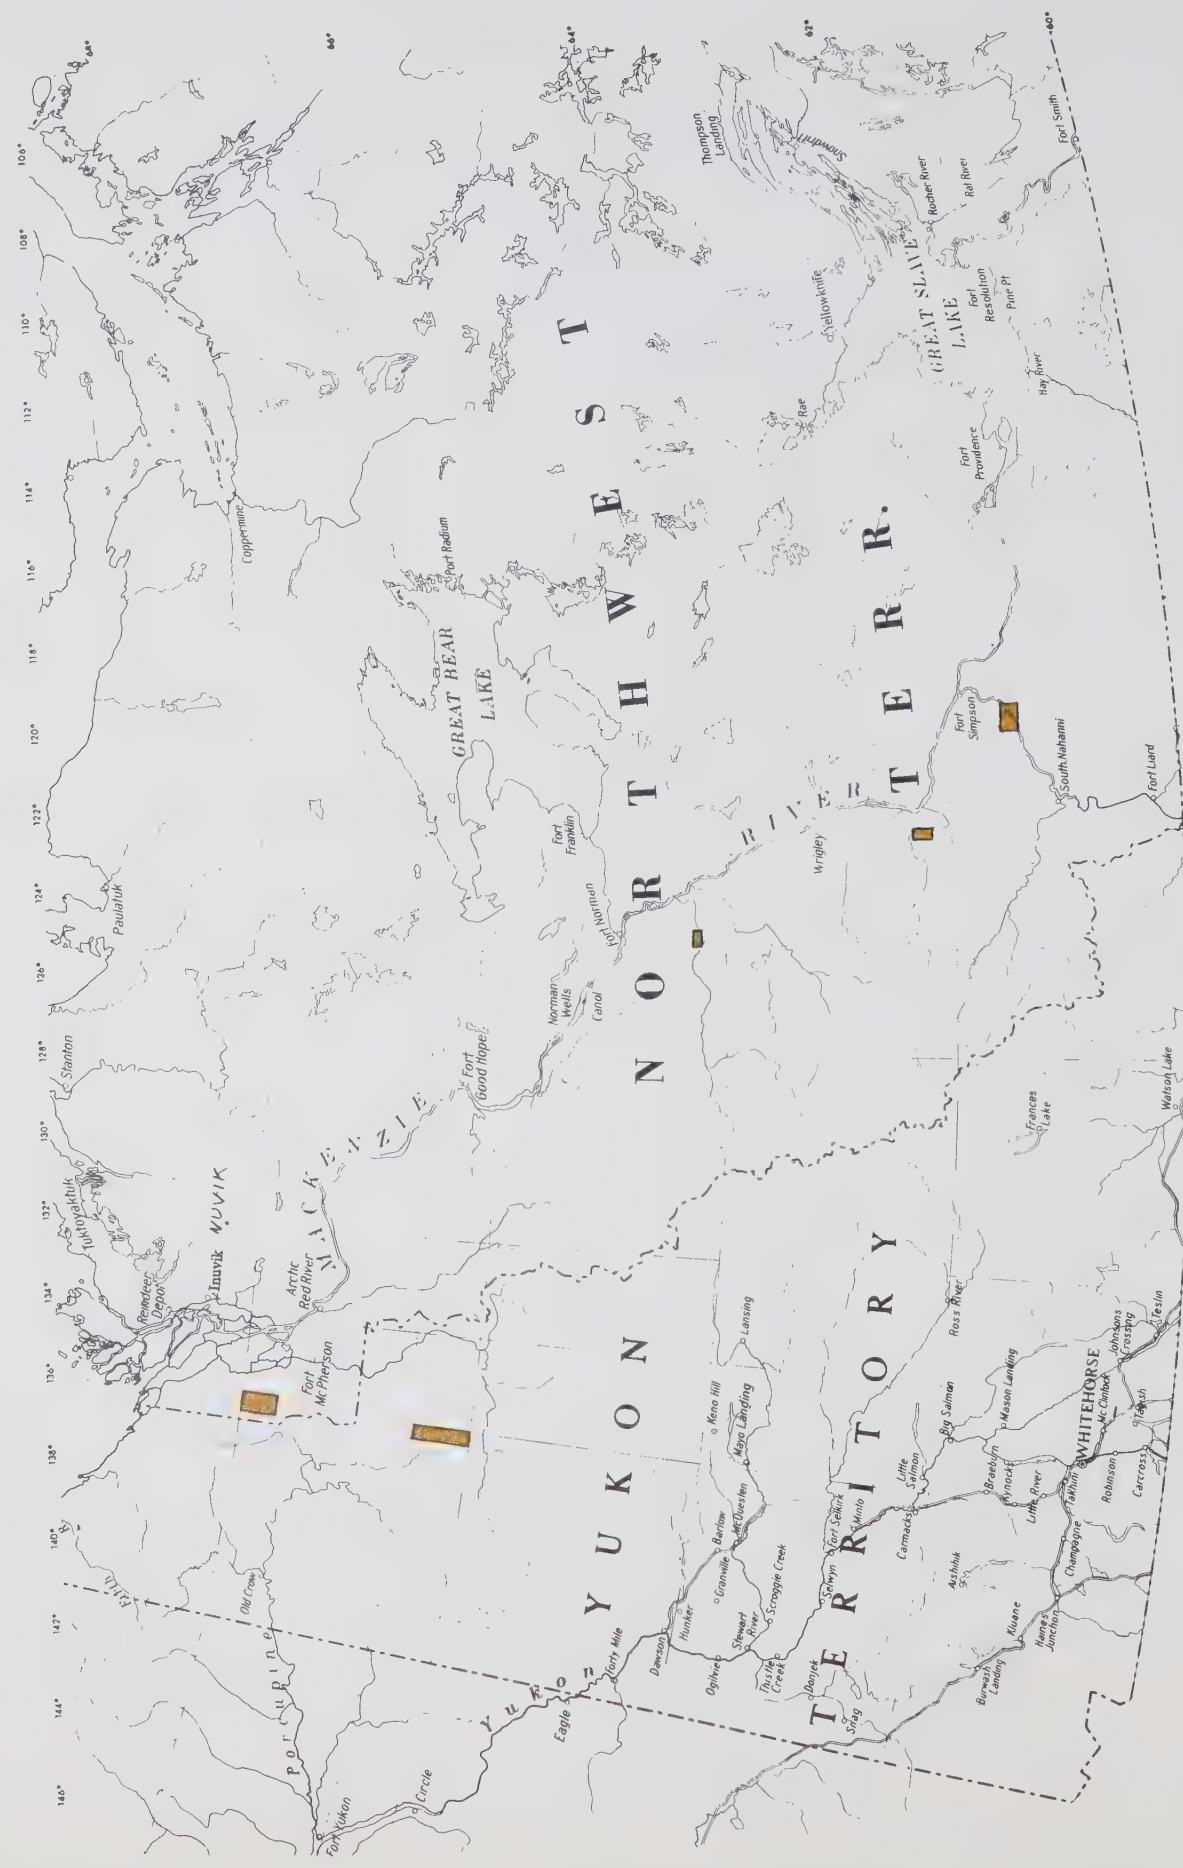 106°
108°
110°
112°
114°
116°
118°
120°
122°
124°
126°
128°
130°
132°
134°
136°
138°
140°
142°
144°
146°
68°
66°
64°
62°
60°
NORTHWEST
TERR.
YUKON
TERRITORY
GREAT BEAR
LAKE
GREAT SLAVE
LAKE
MACKENZIE
RIVER
Porcupine
Yukon
Paulatuk
Stanton
Tuktoyaktuk
Reindeer
Depot
Inuvik
NUVIK
Arctic
Red River
Fort
McPherson
Old Crow
Fort Yukon
Circle
Eagle
Forty Mile
Coppermine
Port Radium
Fort
Franklin
Fort Norman
Norman
Wells
Canol
Fort
Good Hope
Wrigley
Fort
Simpson
South Nahanni
Fort Liard
Fort
Providence
Hay River
Rae
Yellowknife
Fort
Resolution
Pine Pt
Rocher River
Rat River
Fort Smith
Snowdrift
Thompson
Landing
Frances
Lake
Watson Lake
Ross River
Lansing
Keno Hill
Mayo Landing
McQuesten
Barlow
Granville
Hunker
Dawson
Ogilvie
Stewart
River
Scroggie Creek
Thistle
Creek
Selwyn
Fort Selkirk
Minto
Carmacks
Little
Salmon
Big Salmon
Mason Landing
Braeburn
Kynocks
Little River
Takhini
WHITEHORSE
McClintock
Johnsons
Crossing
Teslin
Tagish
Robinson
Carcross
Champagne
Aishihik
Haines
Junction
Kluane
Burwash
Landing
Donjek
Snag